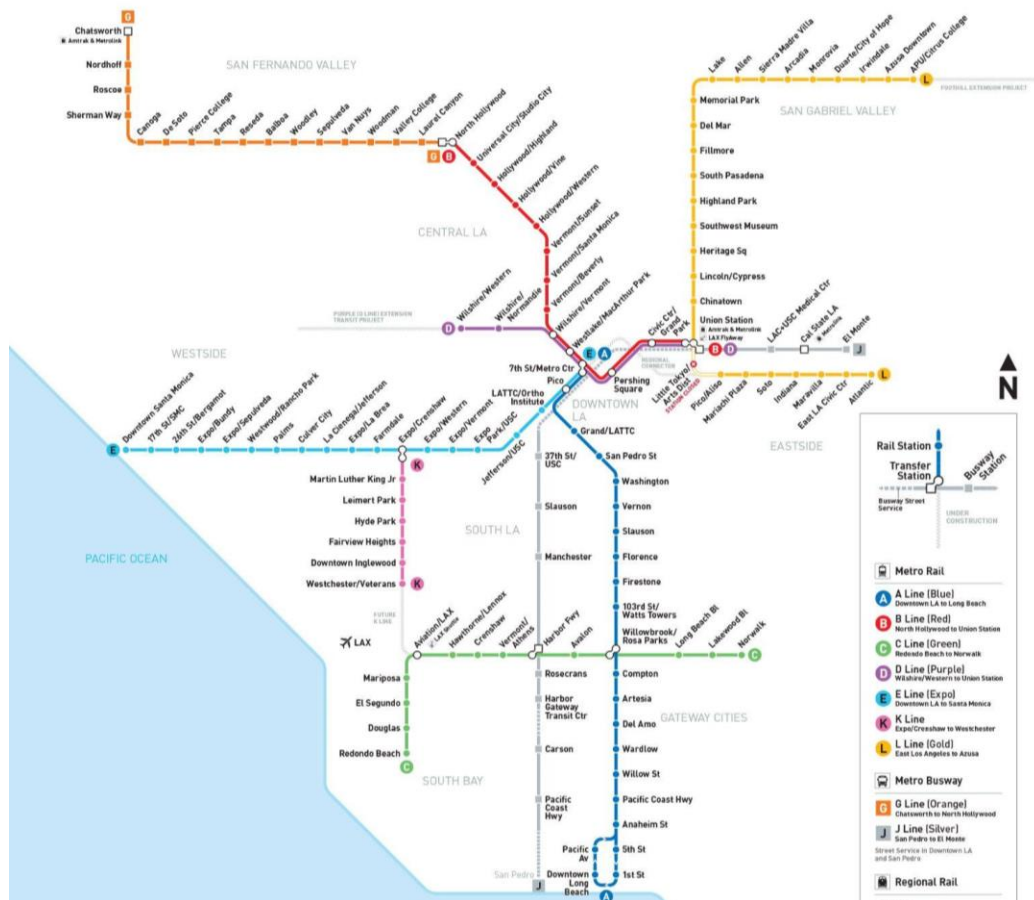 G
Chatsworth
Amtrak & Metrolink
Nordhoff
Roscoe
Sherman Way
SAN FERNANDO VALLEY
Canoga
De Soto
Pierce College
Tampa
Reseda
Balboa
Woodley
Sepulveda
Van Nuys
Woodman
Valley College
Laurel Canyon
North Hollywood
G
B
Universal City/Studio City
Hollywood/Highland
Hollywood/Vine
Hollywood/Western
Vermont/Sunset
Vermont/Santa Monica
Vermont/Beverly
Wilshire/Vermont
Westlake/MacArthur Park
CENTRAL LA
PURPLE (D LINE) EXTENSION
TRANSIT PROJECT
D
Wilshire/Western
Wilshire/
Normandie
Lake
Allen
Sierra Madre Villa
Arcadia
Monrovia
Duarte/City of Hope
Irwindale
Azusa Downtown
APU/Citrus College
L
FOOTHILL EXTENSION PROJECT
SAN GABRIEL VALLEY
Memorial Park
Del Mar
Fillmore
South Pasadena
Highland Park
Southwest Museum
Heritage Sq
Lincoln/Cypress
Chinatown
Union Station
Amtrak & Metrolink
LAX FlyAway
B
D
LAC+USC Medical Ctr
Cal State LA
Metrolink
El Monte
J
Civic Ctr/
Grand
Park
REGIONAL
CONNECTOR
Little Tokyo/
Arts Dist
STATION CLOSED
Pico/Aliso
Mariachi Plaza
Soto
Indiana
Maravilla
East LA Civic Ctr
Atlantic
L
EASTSIDE
E
A
7th St/Metro Ctr
Pershing
Square
Pico
DOWNTOWN
LA
LATTC/Ortho
Institute
WESTSIDE
E
Downtown Santa Monica
17th St/SMC
26th St/Bergamot
Expo/Bundy
Expo/Sepulveda
Westwood/Rancho Park
Palms
Culver City
La Cienega/Jefferson
Expo/La Brea
Farmdale
Expo/Crenshaw
Expo/Western
Expo/Vermont
Expo
Park/USC
Jefferson/USC
K
Martin Luther King Jr
Leimert Park
Hyde Park
Fairview Heights
Downtown Inglewood
Westchester/Veterans
K
FUTURE
K LINE
PACIFIC OCEAN
SOUTH LA
37th St/
USC
Slauson
Manchester
Grand/LATTC
San Pedro St
Washington
Vernon
Slauson
Florence
Firestone
103rd St/
Watts Towers
Willowbrook/
Rosa Parks
LAX
Aviation/LAX
LAX Shuttle
Hawthorne/Lennox
Crenshaw
Vermont/
Athens
Harbor Fwy
Avalon
Long Beach Bl
Lakewood Bl
Norwalk
C
Mariposa
El Segundo
Douglas
Redondo Beach
C
SOUTH BAY
Rosecrans
Harbor
Gateway
Transit Ctr
Carson
Pacific
Coast
Hwy
San Pedro
J
Compton
Artesia
Del Amo
Wardlow
Willow St
Pacific Coast Hwy
Anaheim St
5th St
1st St
Pacific
Av
Downtown
Long
Beach
A
GATEWAY CITIES
N
Rail Station
Transfer
Station
Busway
Station
Busway Street
Service
UNDER
CONSTRUCTION
Metro Rail
A
A Line (Blue)
Downtown LA to Long Beach
B
B Line (Red)
North Hollywood to Union Station
C
C Line (Green)
Redondo Beach to Norwalk
D
D Line (Purple)
Wilshire/Western to Union Station
E
E Line (Expo)
Downtown LA to Santa Monica
K
K Line
Expo/Crenshaw to Westchester
L
L Line (Gold)
East Los Angeles to Azusa
Metro Busway
G
G Line (Orange)
Chatsworth to North Hollywood
J
J Line (Silver)
San Pedro to El Monte
Street Service in Downtown LA
and San Pedro
Regional Rail